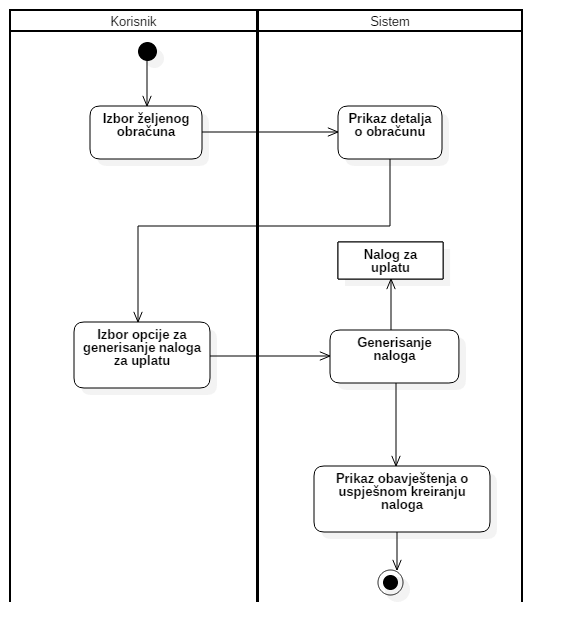 Korisnik
Sistem
Izbor željenog
obračuna
Prikaz detalja
o obračunu
Nalog za
uplatu
Izbor opcije za
generisanje naloga
za uplatu
Generisanje
naloga
Prikaz obavještenja o
uspješnom kreiranju
naloga